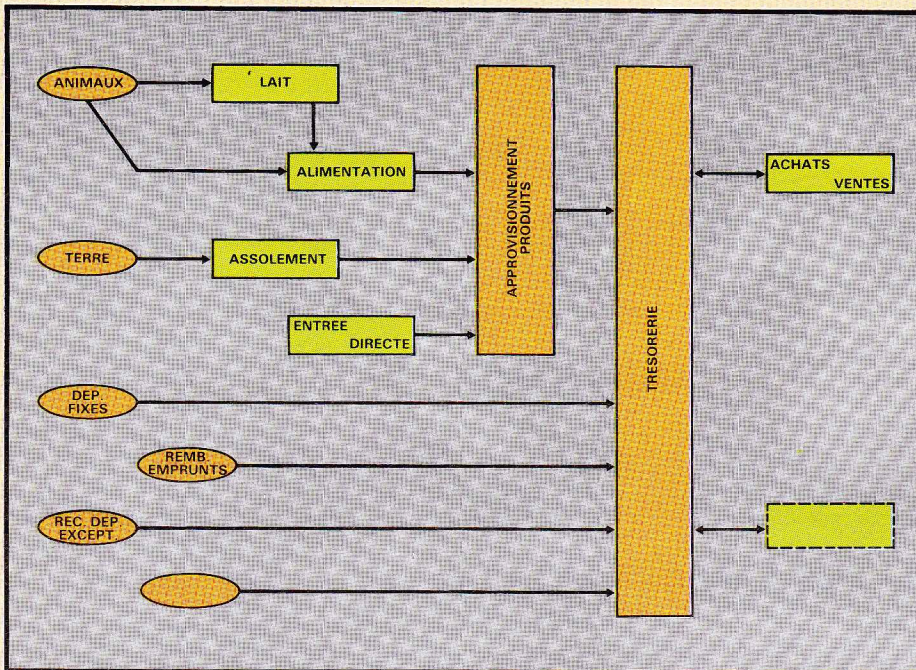 ANIMAUX
LAIT
ALIMENTATION
TERRE
ASSOLEMENT
ENTREE
DIRECTE
APPROVISIONNEMENT
PRODUITS
TRESORERIE
ACHATS
VENTES
DEP.
FIXES
REMB.
EMPRUNTS
REC. DEP.
EXCEPT.